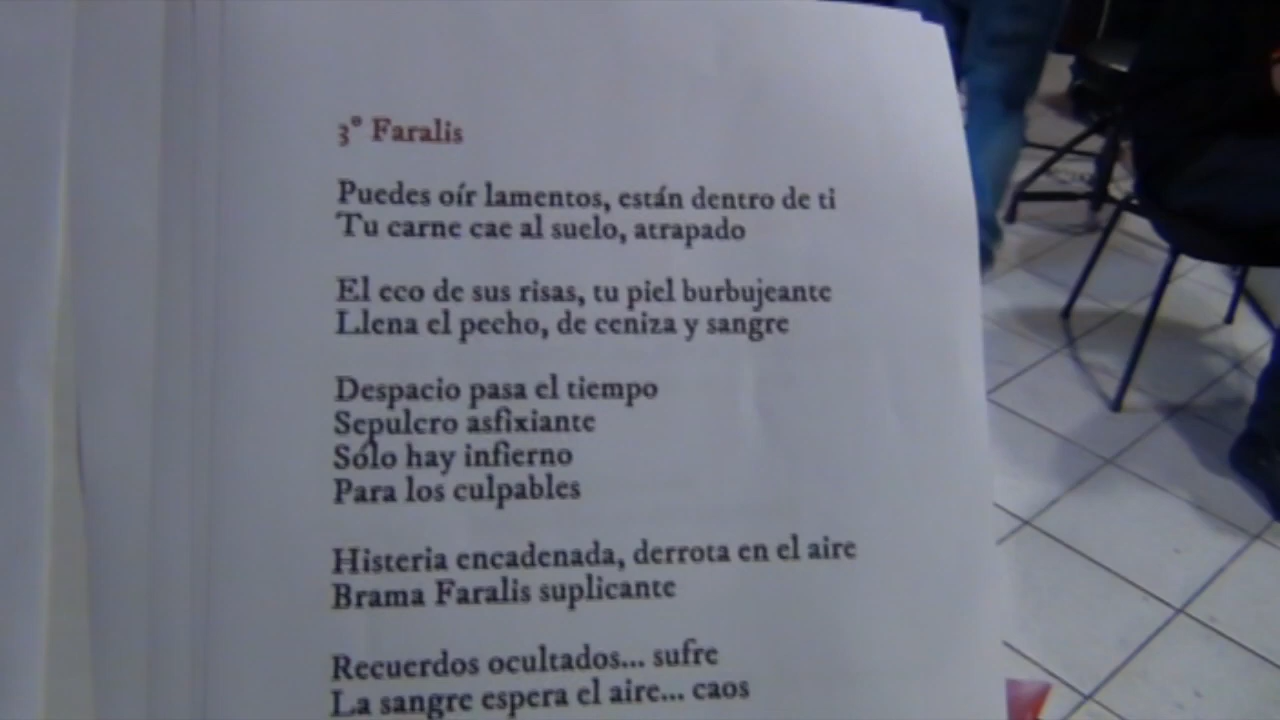 3° Faralis
Puedes oír lamentos, están dentro de ti
Tu carne cae al suelo, atrapado
El eco de sus risas, tu piel burbujeante
Llena el pecho, de ceniza y sangre
Despacio pasa el tiempo
Sepulcro asfixiante
Sólo hay infierno
Para los culpables
Histeria encadenada, derrota en el aire
Brama Faralis suplicante
Recuerdos ocultados... sufre
La sangre espera el aire... caos